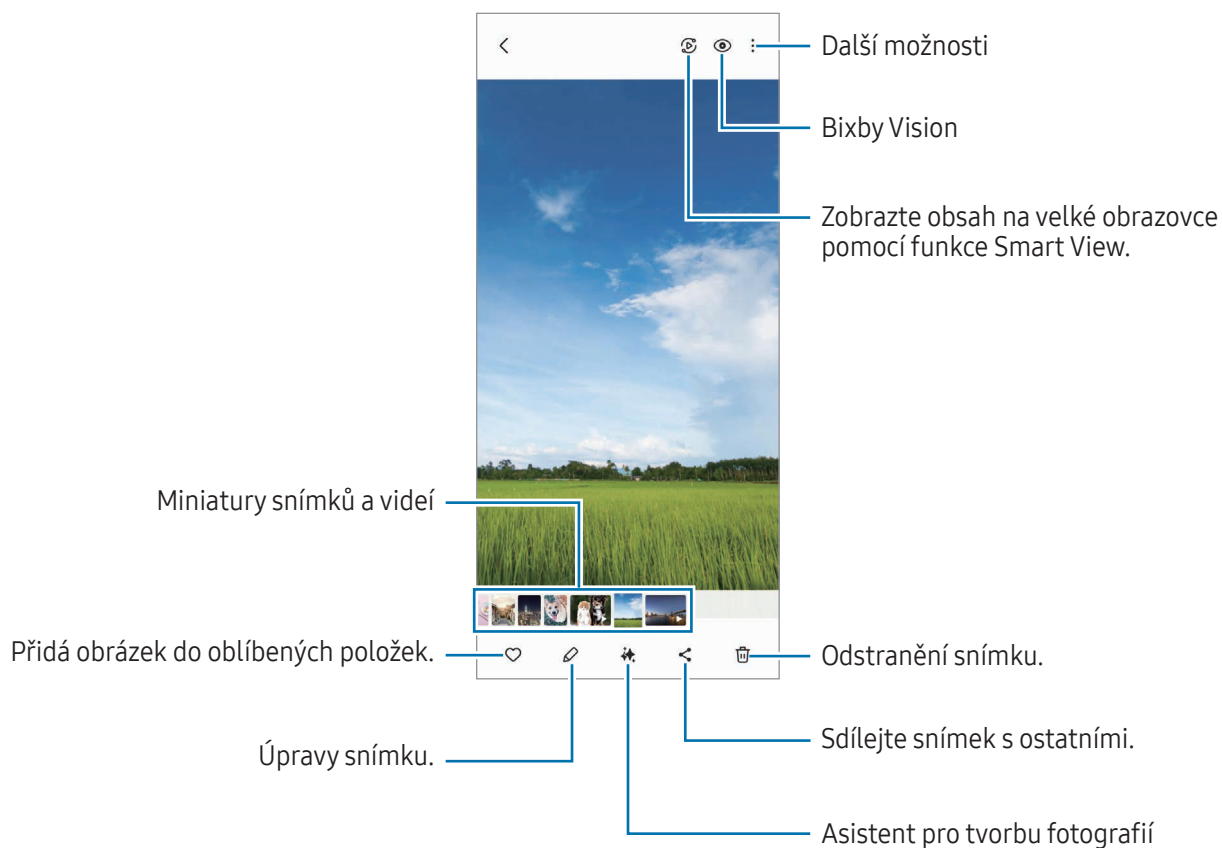 Další možnosti
Bixby Vision
Zobrazte obsah na velké obrazovce
pomocí funkce Smart View.
Miniatury snímků a videí
Přidá obrázek do oblíbených položek.
Odstranění snímku.
Sdílejte snímek s ostatními.
Úpravy snímku.
Asistent pro tvorbu fotografií